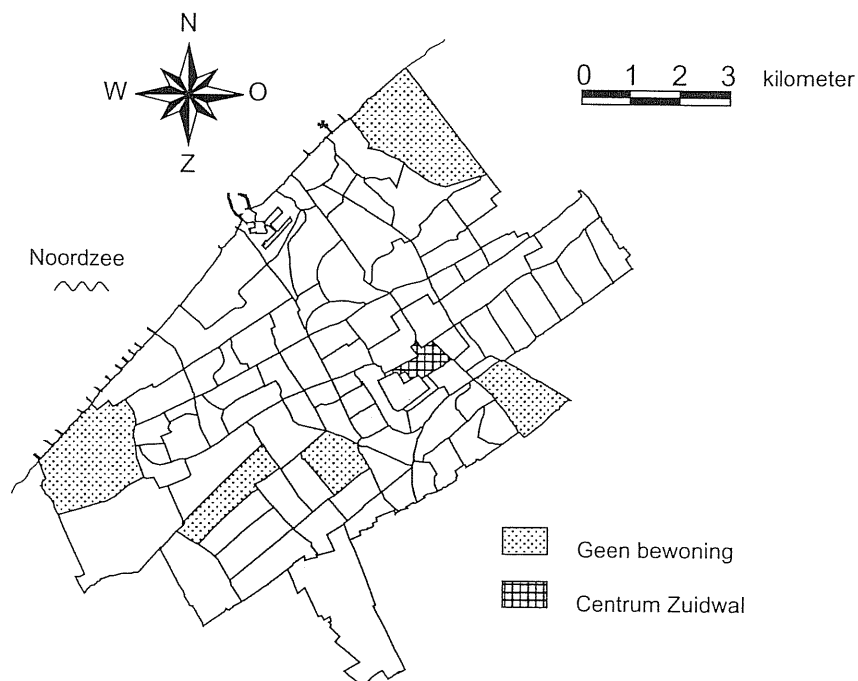 N
W O
Z
0 1 2 3 kilometer
Noordzee
Geen bewoning
Centrum Zuidwal